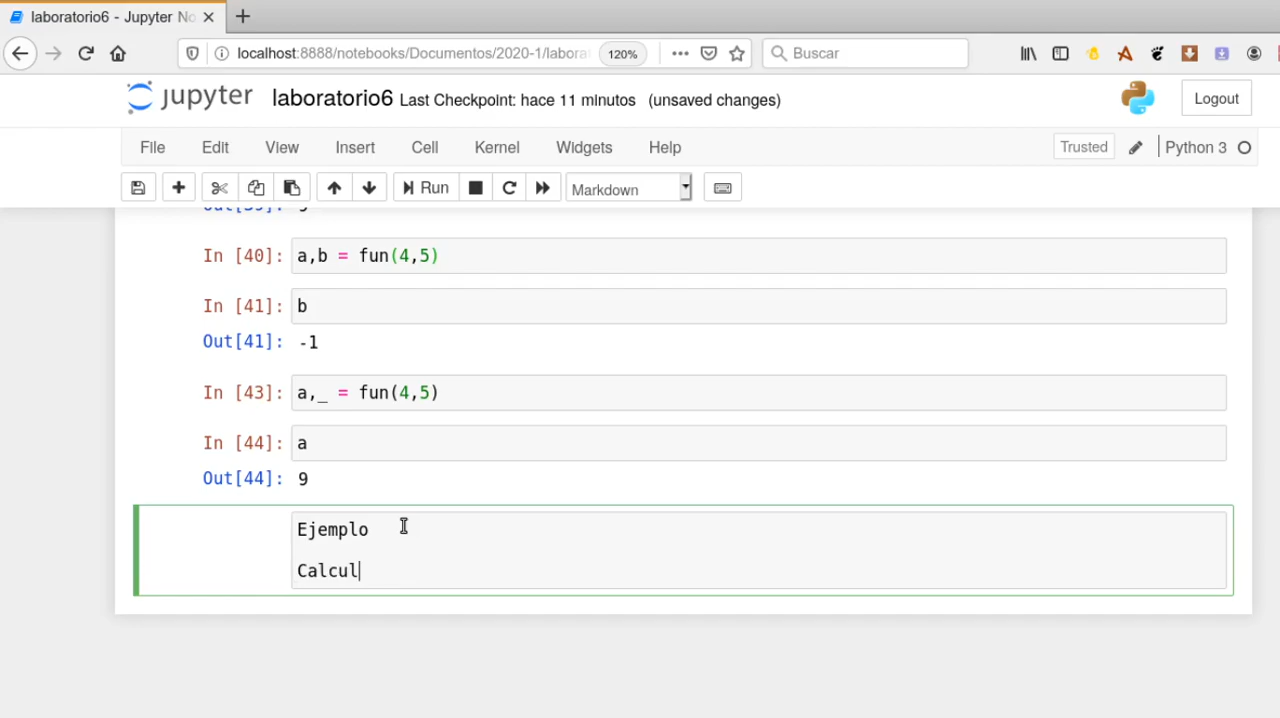 laboratorio6 - Jupyter No
localhost:8888/notebooks/Documentos/2020-1/labora
120%
Buscar
jupyter laboratorio6 Last Checkpoint: hace 11 minutos (unsaved changes)
Logout
File Edit View Insert Cell Kernel Widgets Help
Trusted
Python 3
Run
Markdown
Out[39]: 9
In [40]: a,b = fun(4,5)
In [41]: b
Out[41]: -1
In [43]: a,_ = fun(4,5)
In [44]: a
Out[44]: 9
Ejemplo
Calcul